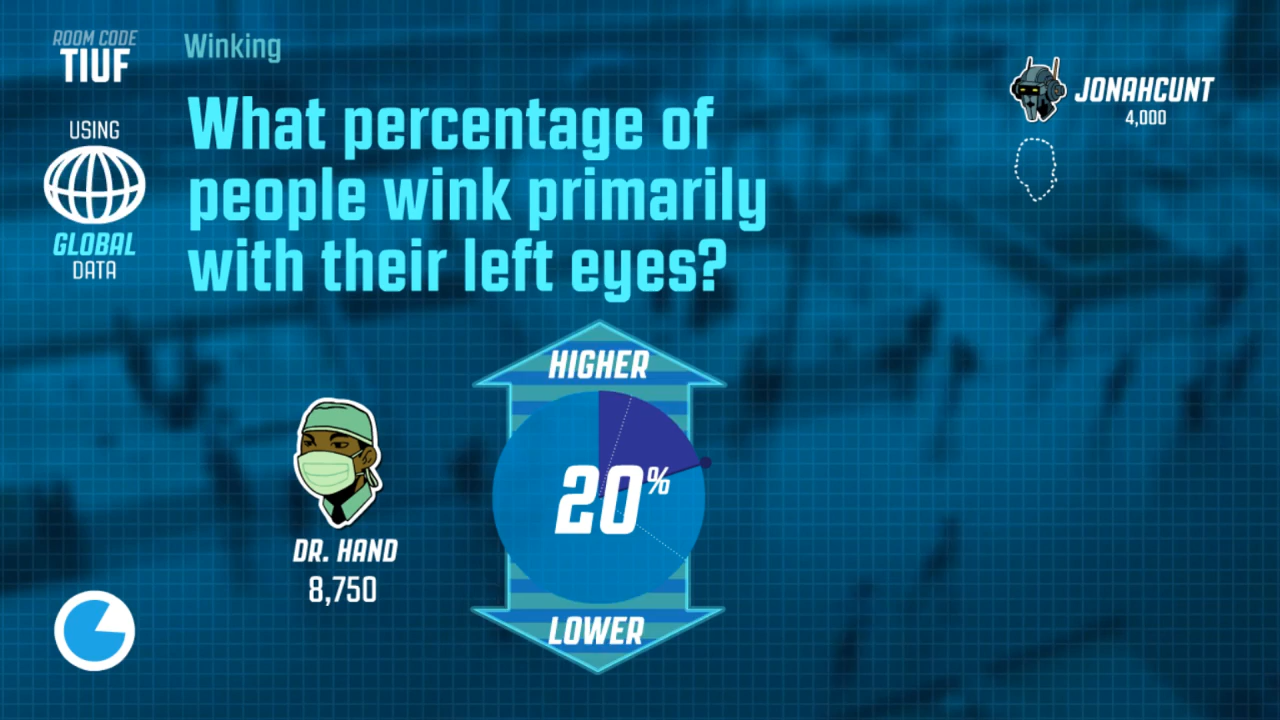 ROOM CODE
TIUF
USING
GLOBAL
DATA
Winking
What percentage of
people wink primarily
with their left eyes?
JONAHCUNT
4,000
HIGHER
20%
LOWER
DR. HAND
8,750